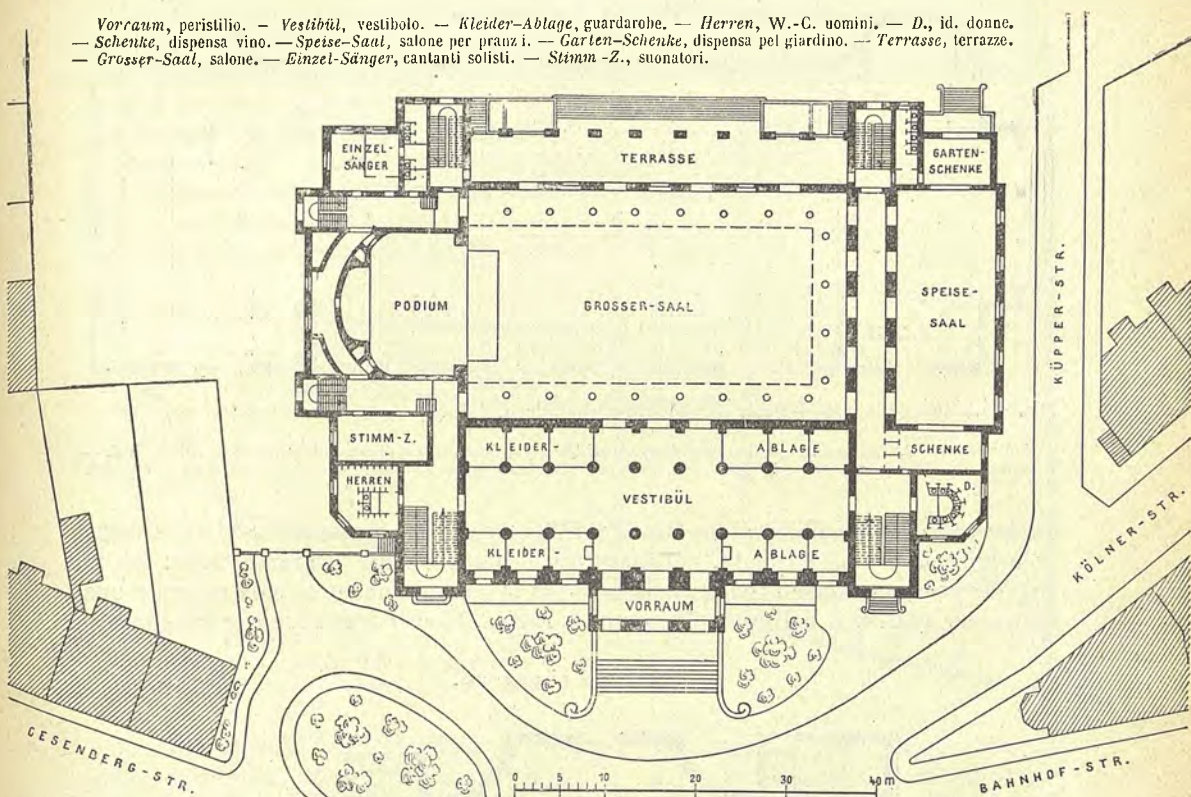 Vorraum, peristilio. — Vestibül, vestibolo. — Kleider-Ablage, guardarobe. — Herren, W.-C. uomini. — D., id. donne.
— Schenke, dispensa vino. — Speise-Saal, salone per pranzi. — Garten-Schenke, dispensa pel giardino. — Terrasse, terrazze.
— Grosser-Saal, salone. — Einzel-Sänger, cantanti solisti. — Stimm-Z., suonatori.
EINZEL-
SÄNGER
TERRASSE
GARTEN-
SCHENKE
PODIUM
GROSSER-SAAL
SPEISE-
SAAL
KÜPPER-STR.
STIMM-Z.
KLEIDER-
ABLAGE
SCHENKE
HERREN
VESTIBÜL
D.
KLEIDER-
ABLAGE
KÖLNER-STR.
VORRAUM
GESENBERG-STR.
BAHNHOF-STR.
0 5 10 20 30 40 m